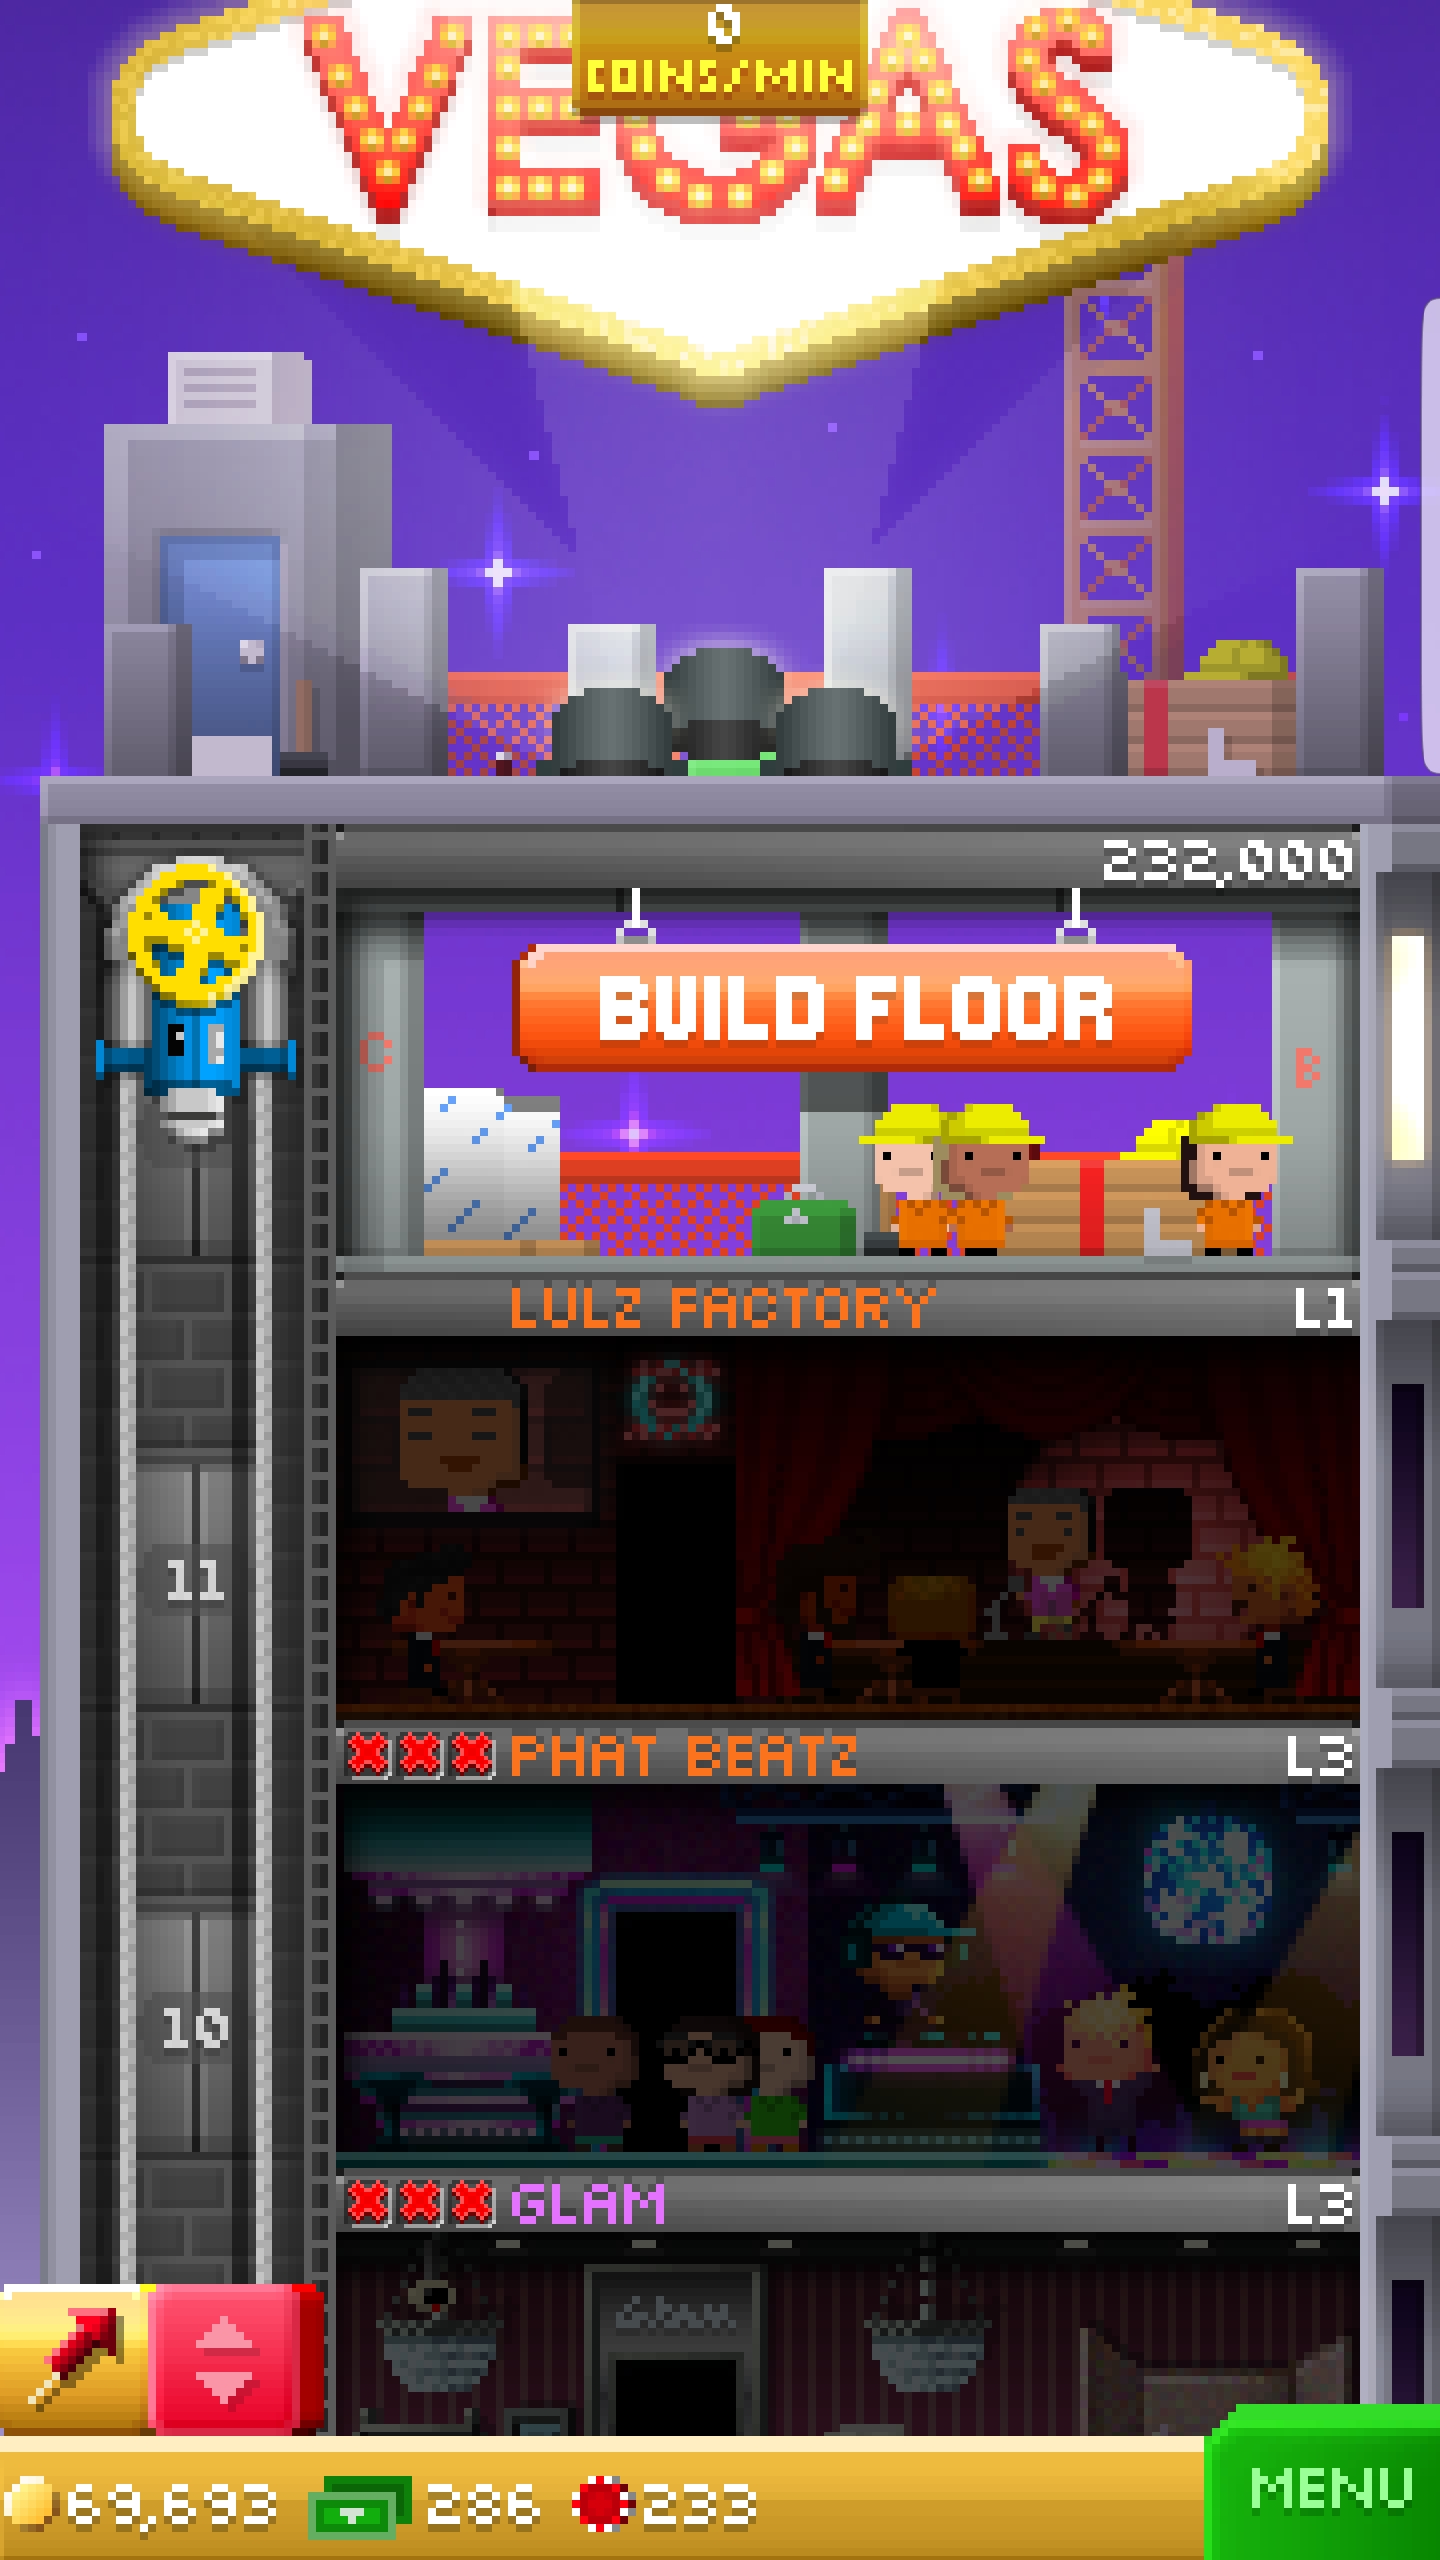 VEGAS
0
COINS/MIN
232,000
BUILD FLOOR
C
B
LULZ FACTORY L1
11
PHAT BEATZ L3
10
GLAM L3
Glam
69,693 286 233
MENU